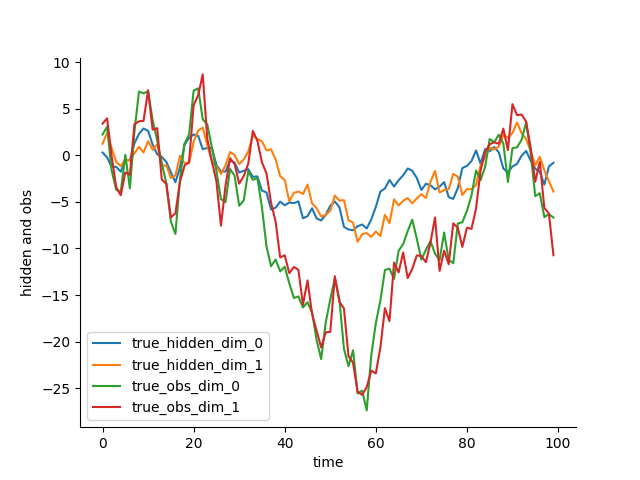 10
5
0
−5
−10
−15
−20
−25
hidden and obs
true_hidden_dim_0
true_hidden_dim_1
true_obs_dim_0
true_obs_dim_1
0
20
40
60
80
100
time